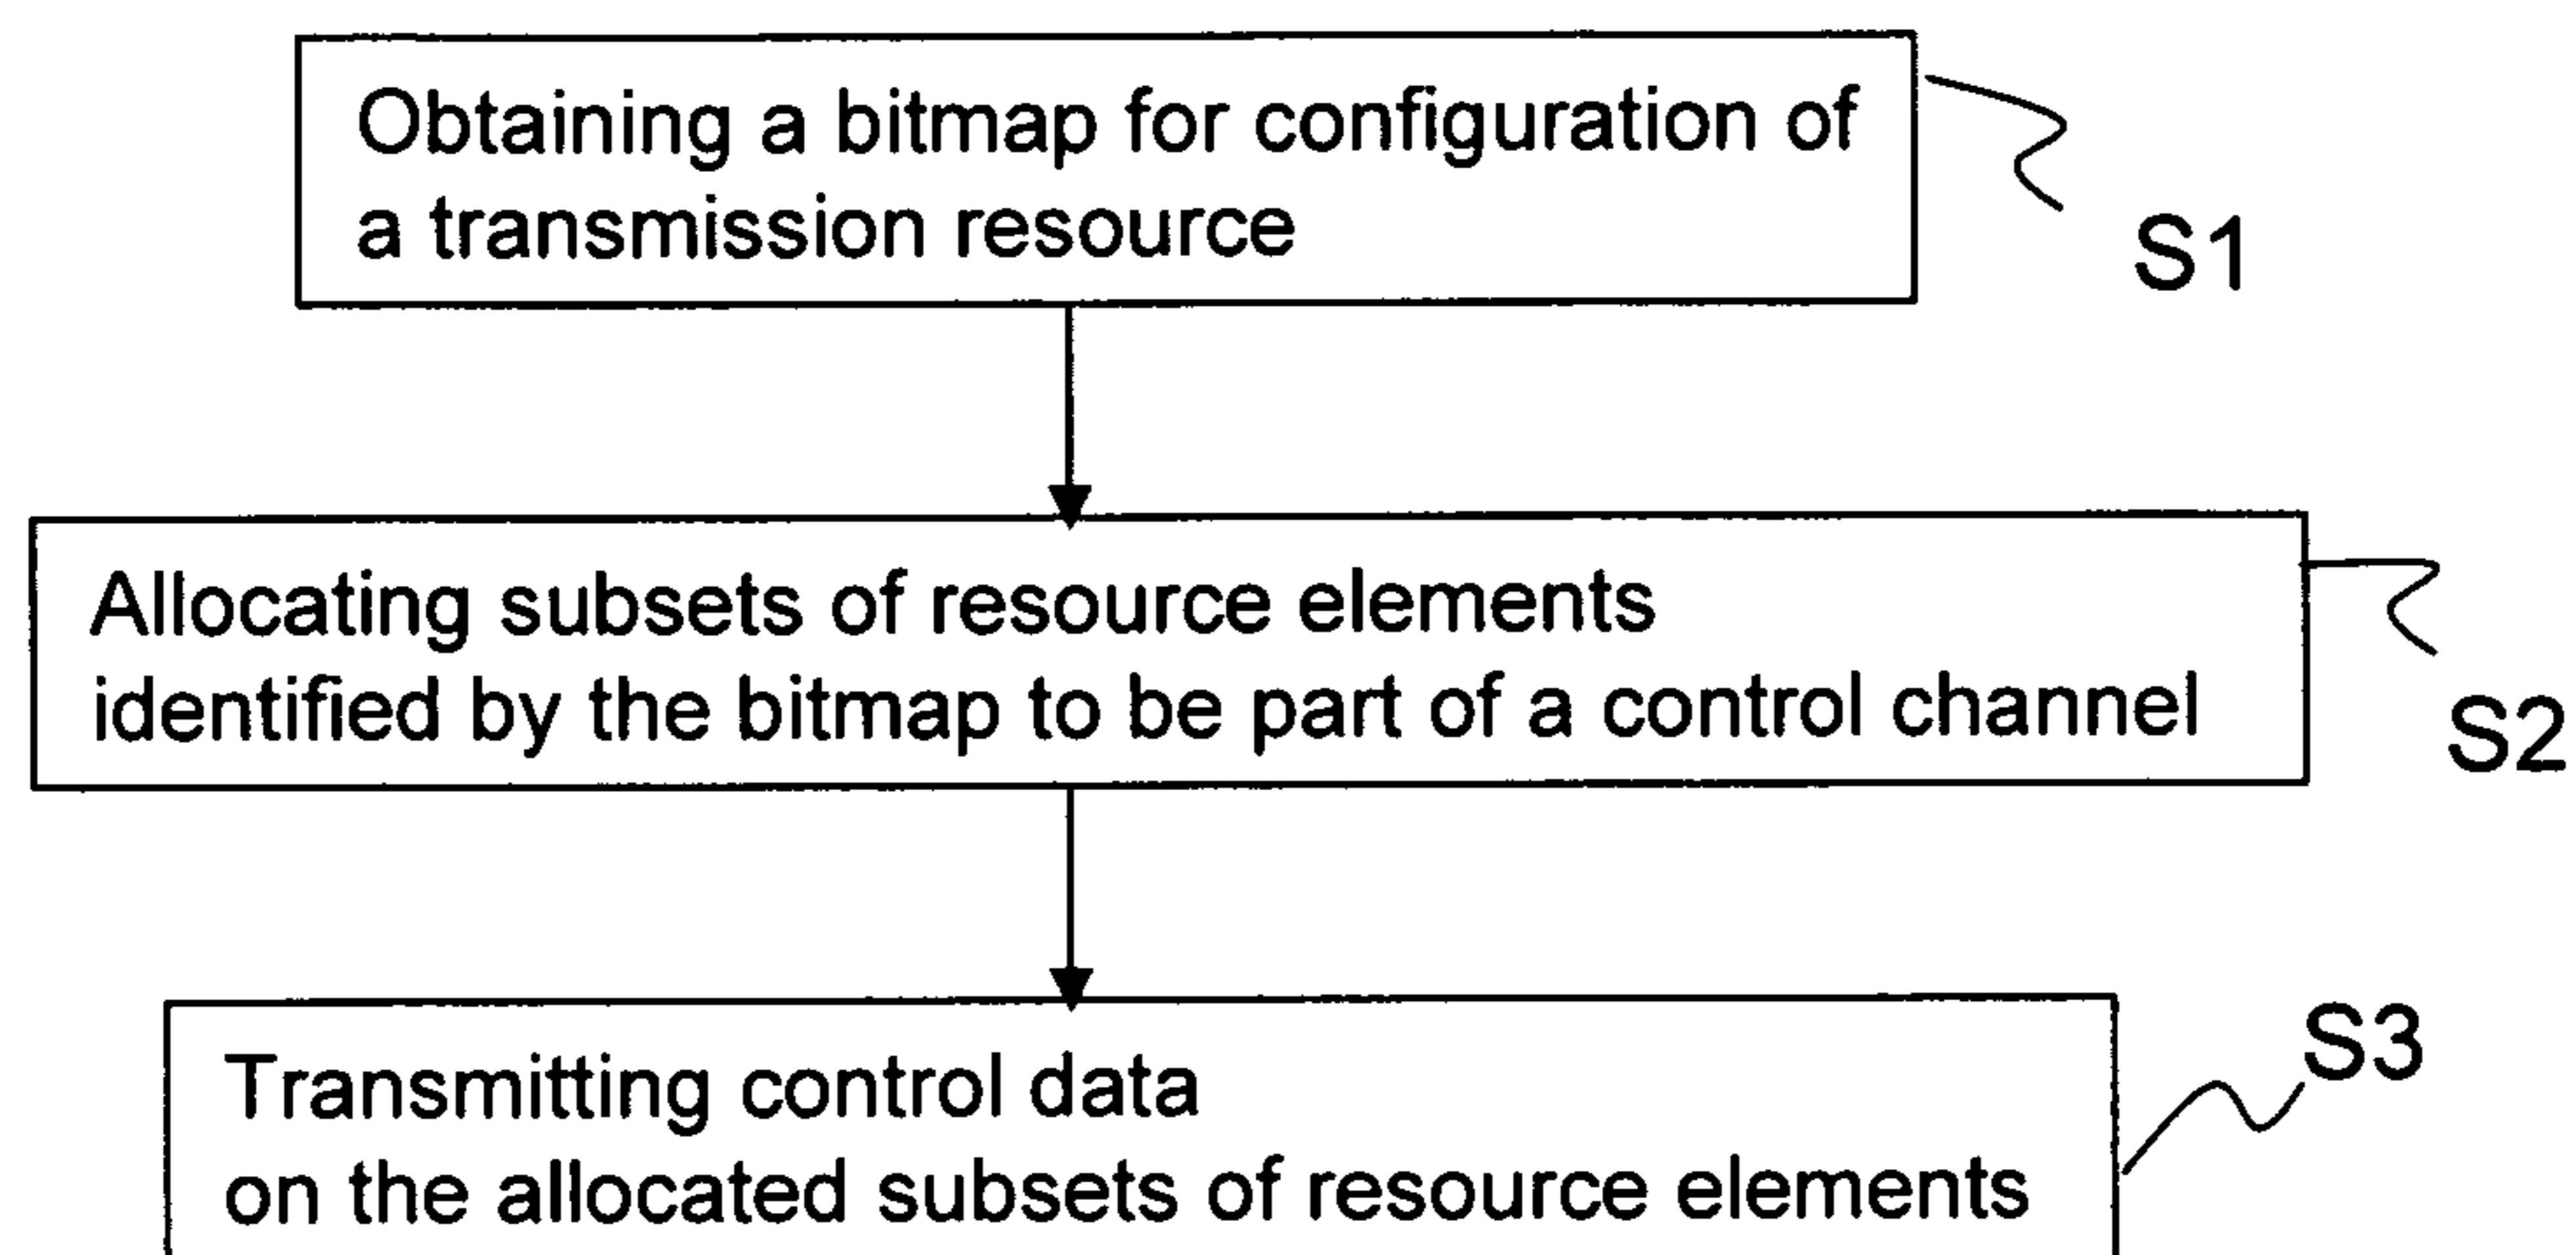 Obtaining a bitmap for configuration of
a transmission resource
S1
Allocating subsets of resource elements
identified by the bitmap to be part of a control channel
S2
S3
Transmitting control data
on the allocated subsets of resource elements